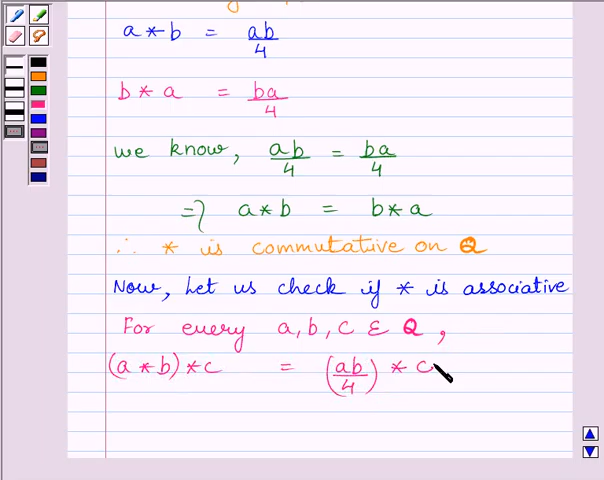 a * b = ab/4
b * a = ba/4
we know, ab/4 = ba/4
=> a * b = b * a
∴ * is commutative on Q
Now, Let us check if * is associative
For every a, b, c ε Q,
(a * b) * c = (ab/4) * c